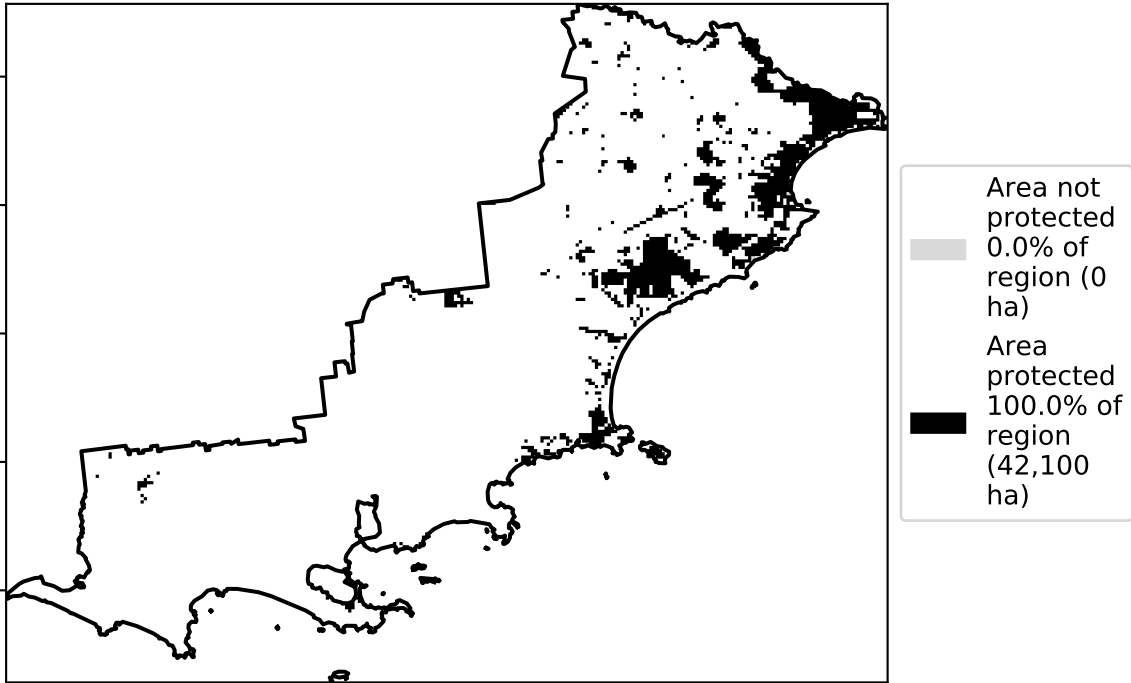 Area not
protected
0.0% of
region (0
ha)
Area
protected
100.0% of
region
(42,100
ha)